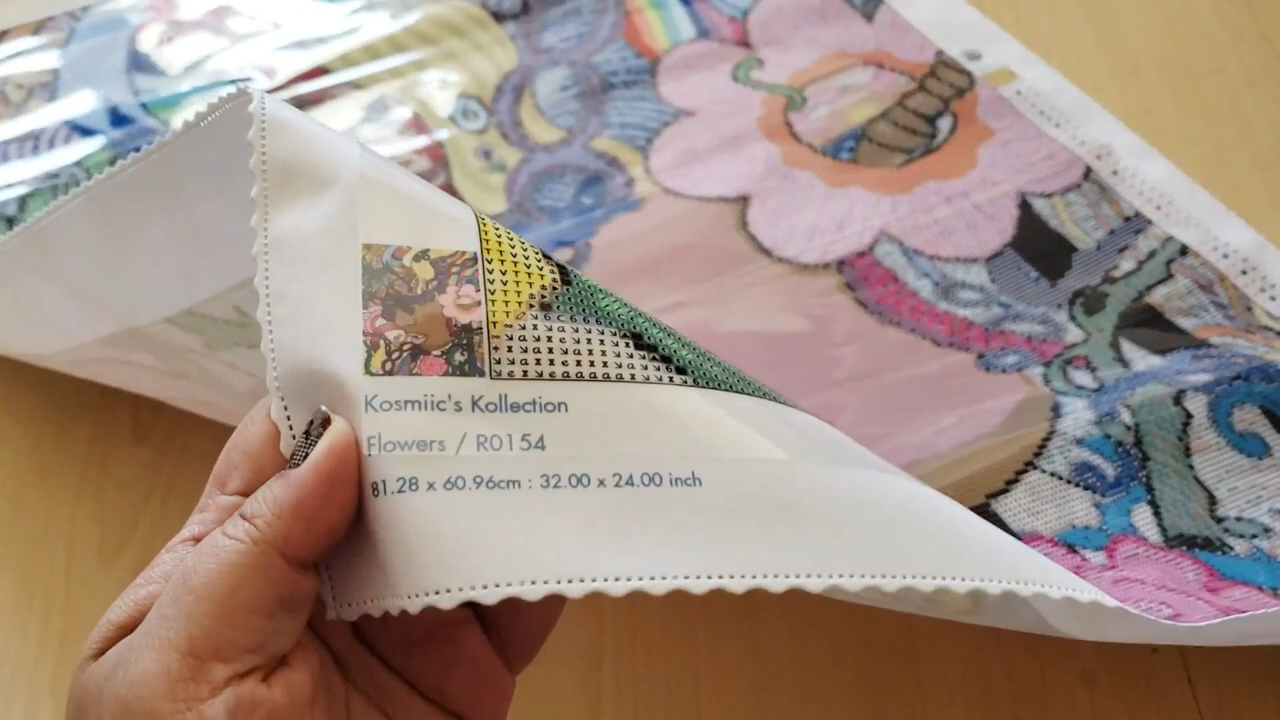 Kosmiic's Kollection
Flowers / R0154
81.28 x 60.96cm : 32.00 x 24.00 inch